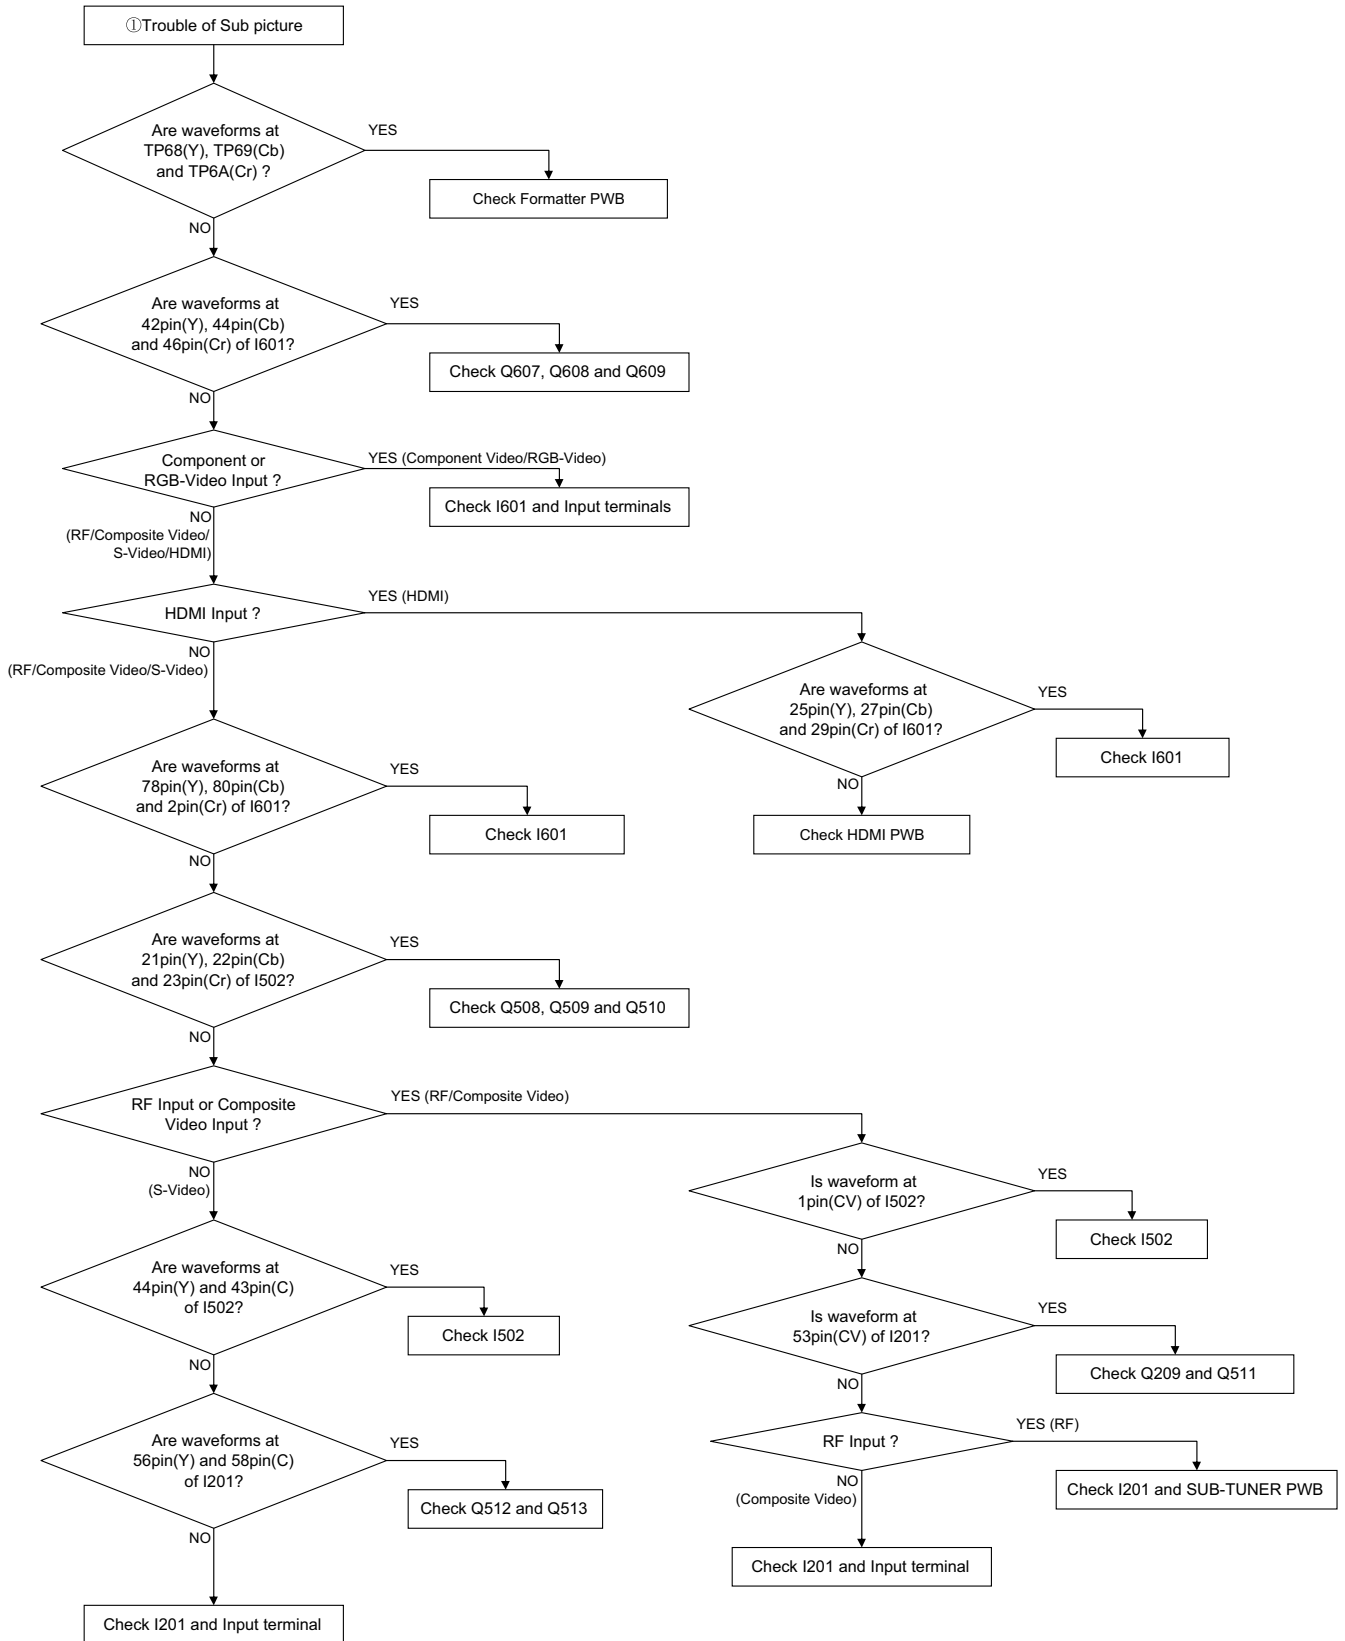 ①Trouble of Sub picture
Are waveforms at
TP68(Y), TP69(Cb)
and TP6A(Cr) ?
YES
Check Formatter PWB
NO
Are waveforms at
42pin(Y), 44pin(Cb)
and 46pin(Cr) of I601?
YES
Check Q607, Q608 and Q609
NO
Component or
RGB-Video Input ?
YES (Component Video/RGB-Video)
Check I601 and Input terminals
NO
(RF/Composite Video/
S-Video/HDMI)
HDMI Input ?
YES (HDMI)
NO
(RF/Composite Video/S-Video)
Are waveforms at
25pin(Y), 27pin(Cb)
and 29pin(Cr) of I601?
YES
Check I601
NO
Check HDMI PWB
Are waveforms at
78pin(Y), 80pin(Cb)
and 2pin(Cr) of I601?
YES
Check I601
NO
Are waveforms at
21pin(Y), 22pin(Cb)
and 23pin(Cr) of I502?
YES
Check Q508, Q509 and Q510
NO
RF Input or Composite
Video Input ?
YES (RF/Composite Video)
NO
(S-Video)
Is waveform at
1pin(CV) of I502?
YES
Check I502
NO
Are waveforms at
44pin(Y) and 43pin(C)
of I502?
YES
Check I502
NO
Is waveform at
53pin(CV) of I201?
YES
Check Q209 and Q511
NO
Are waveforms at
56pin(Y) and 58pin(C)
of I201?
YES
Check Q512 and Q513
NO
RF Input ?
YES (RF)
Check I201 and SUB-TUNER PWB
NO
(Composite Video)
Check I201 and Input terminal
Check I201 and Input terminal